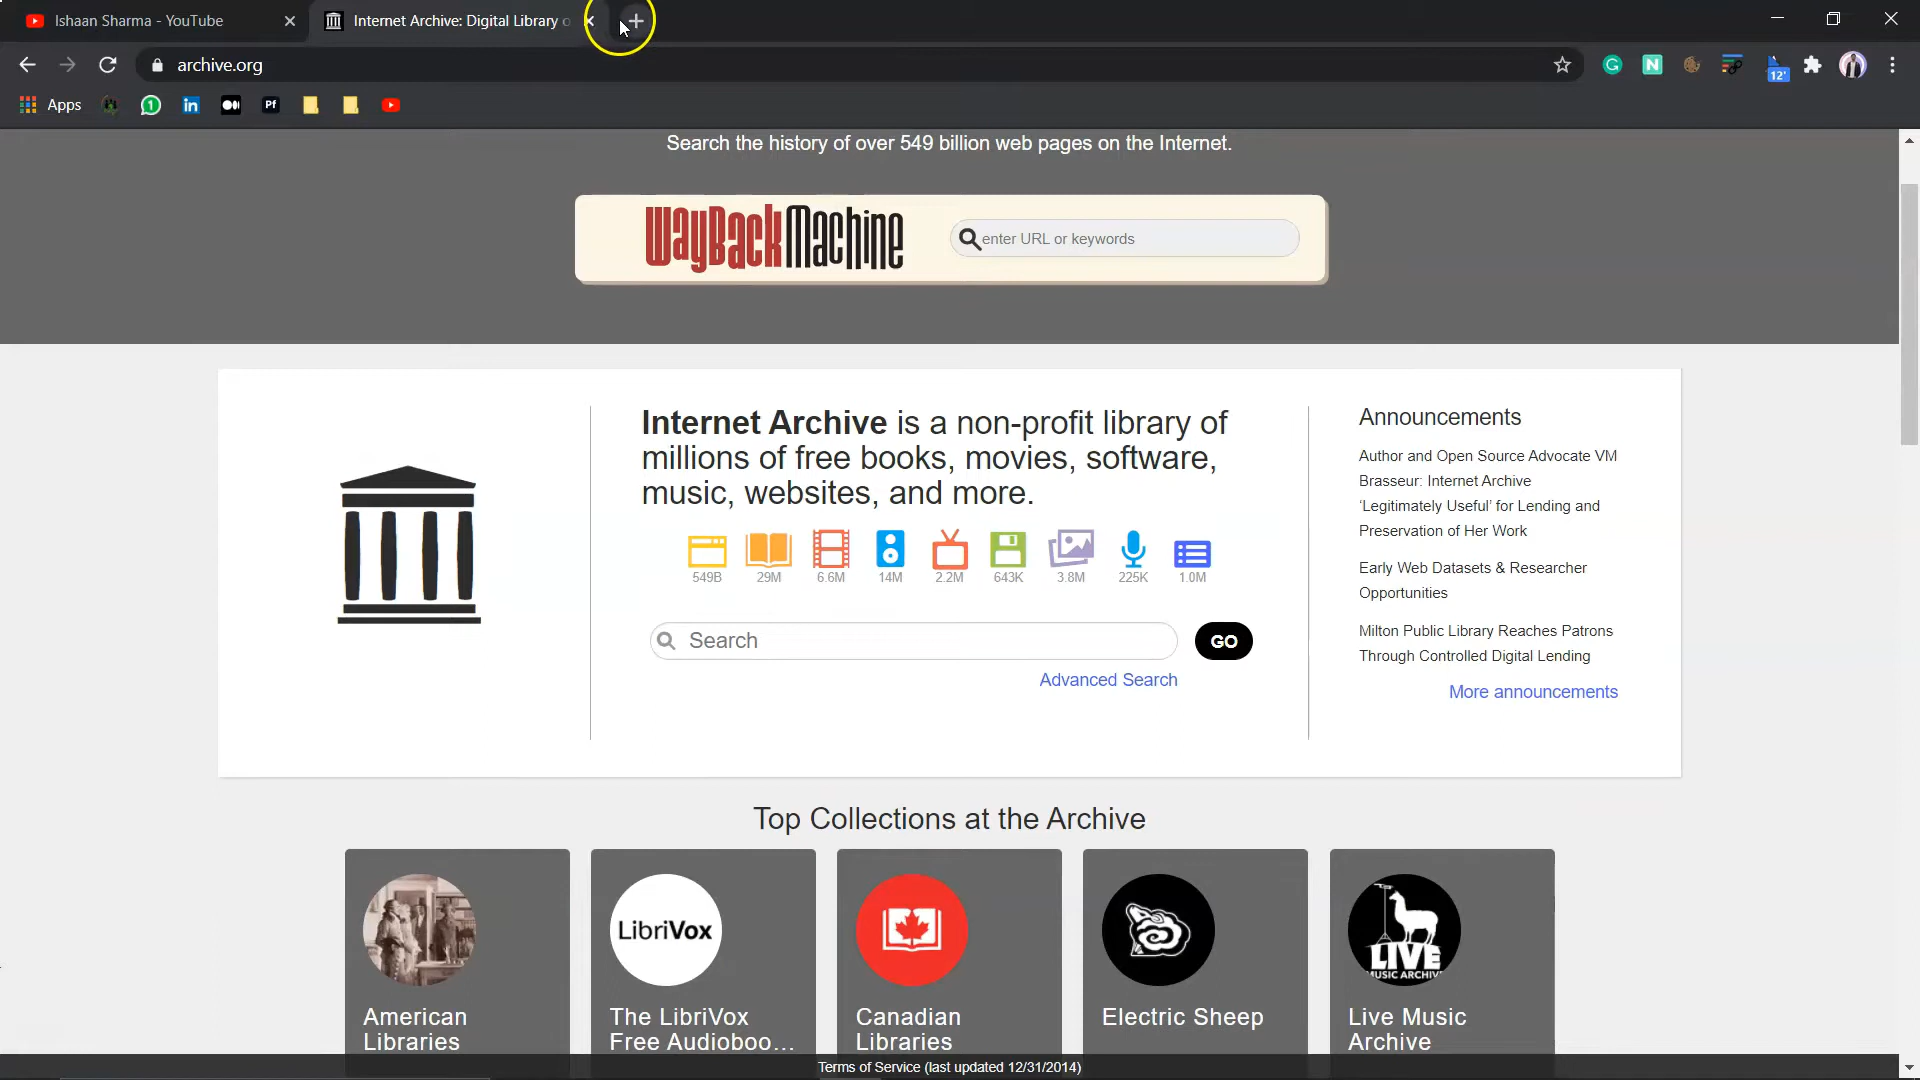 Ishaan Sharma - YouTube
Internet Archive: Digital Library o
archive.org
12'
Apps
Pf
Search the history of over 549 billion web pages on the Internet.
WayBackMachine
enter URL or keywords
Internet Archive is a non-profit library of
millions of free books, movies, software,
music, websites, and more.
549B 29M 6.6M 14M 2.2M 643K 3.8M 225K 1.0M
Search
GO
Advanced Search
Announcements
Author and Open Source Advocate VM
Brasseur: Internet Archive
‘Legitimately Useful’ for Lending and
Preservation of Her Work
Early Web Datasets & Researcher
Opportunities
Milton Public Library Reaches Patrons
Through Controlled Digital Lending
More announcements
Top Collections at the Archive
LibriVox
LIVE
MUSIC ARCHIV
American
Libraries
The LibriVox
Free Audioboo...
Canadian
Libraries
Electric Sheep
Live Music
Archive
Terms of Service (last updated 12/31/2014)